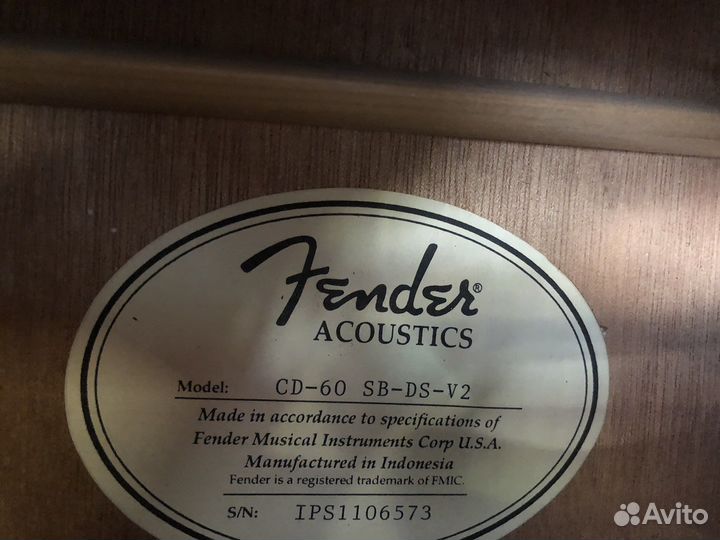 Fender®
ACOUSTICS
Model: CD-60 SB-DS-V2
Made in accordance to specifications of
Fender Musical Instruments Corp U.S.A.
Manufactured in Indonesia
Fender is a registered trademark of FMIC.
S/N: IPS1106573
Avito